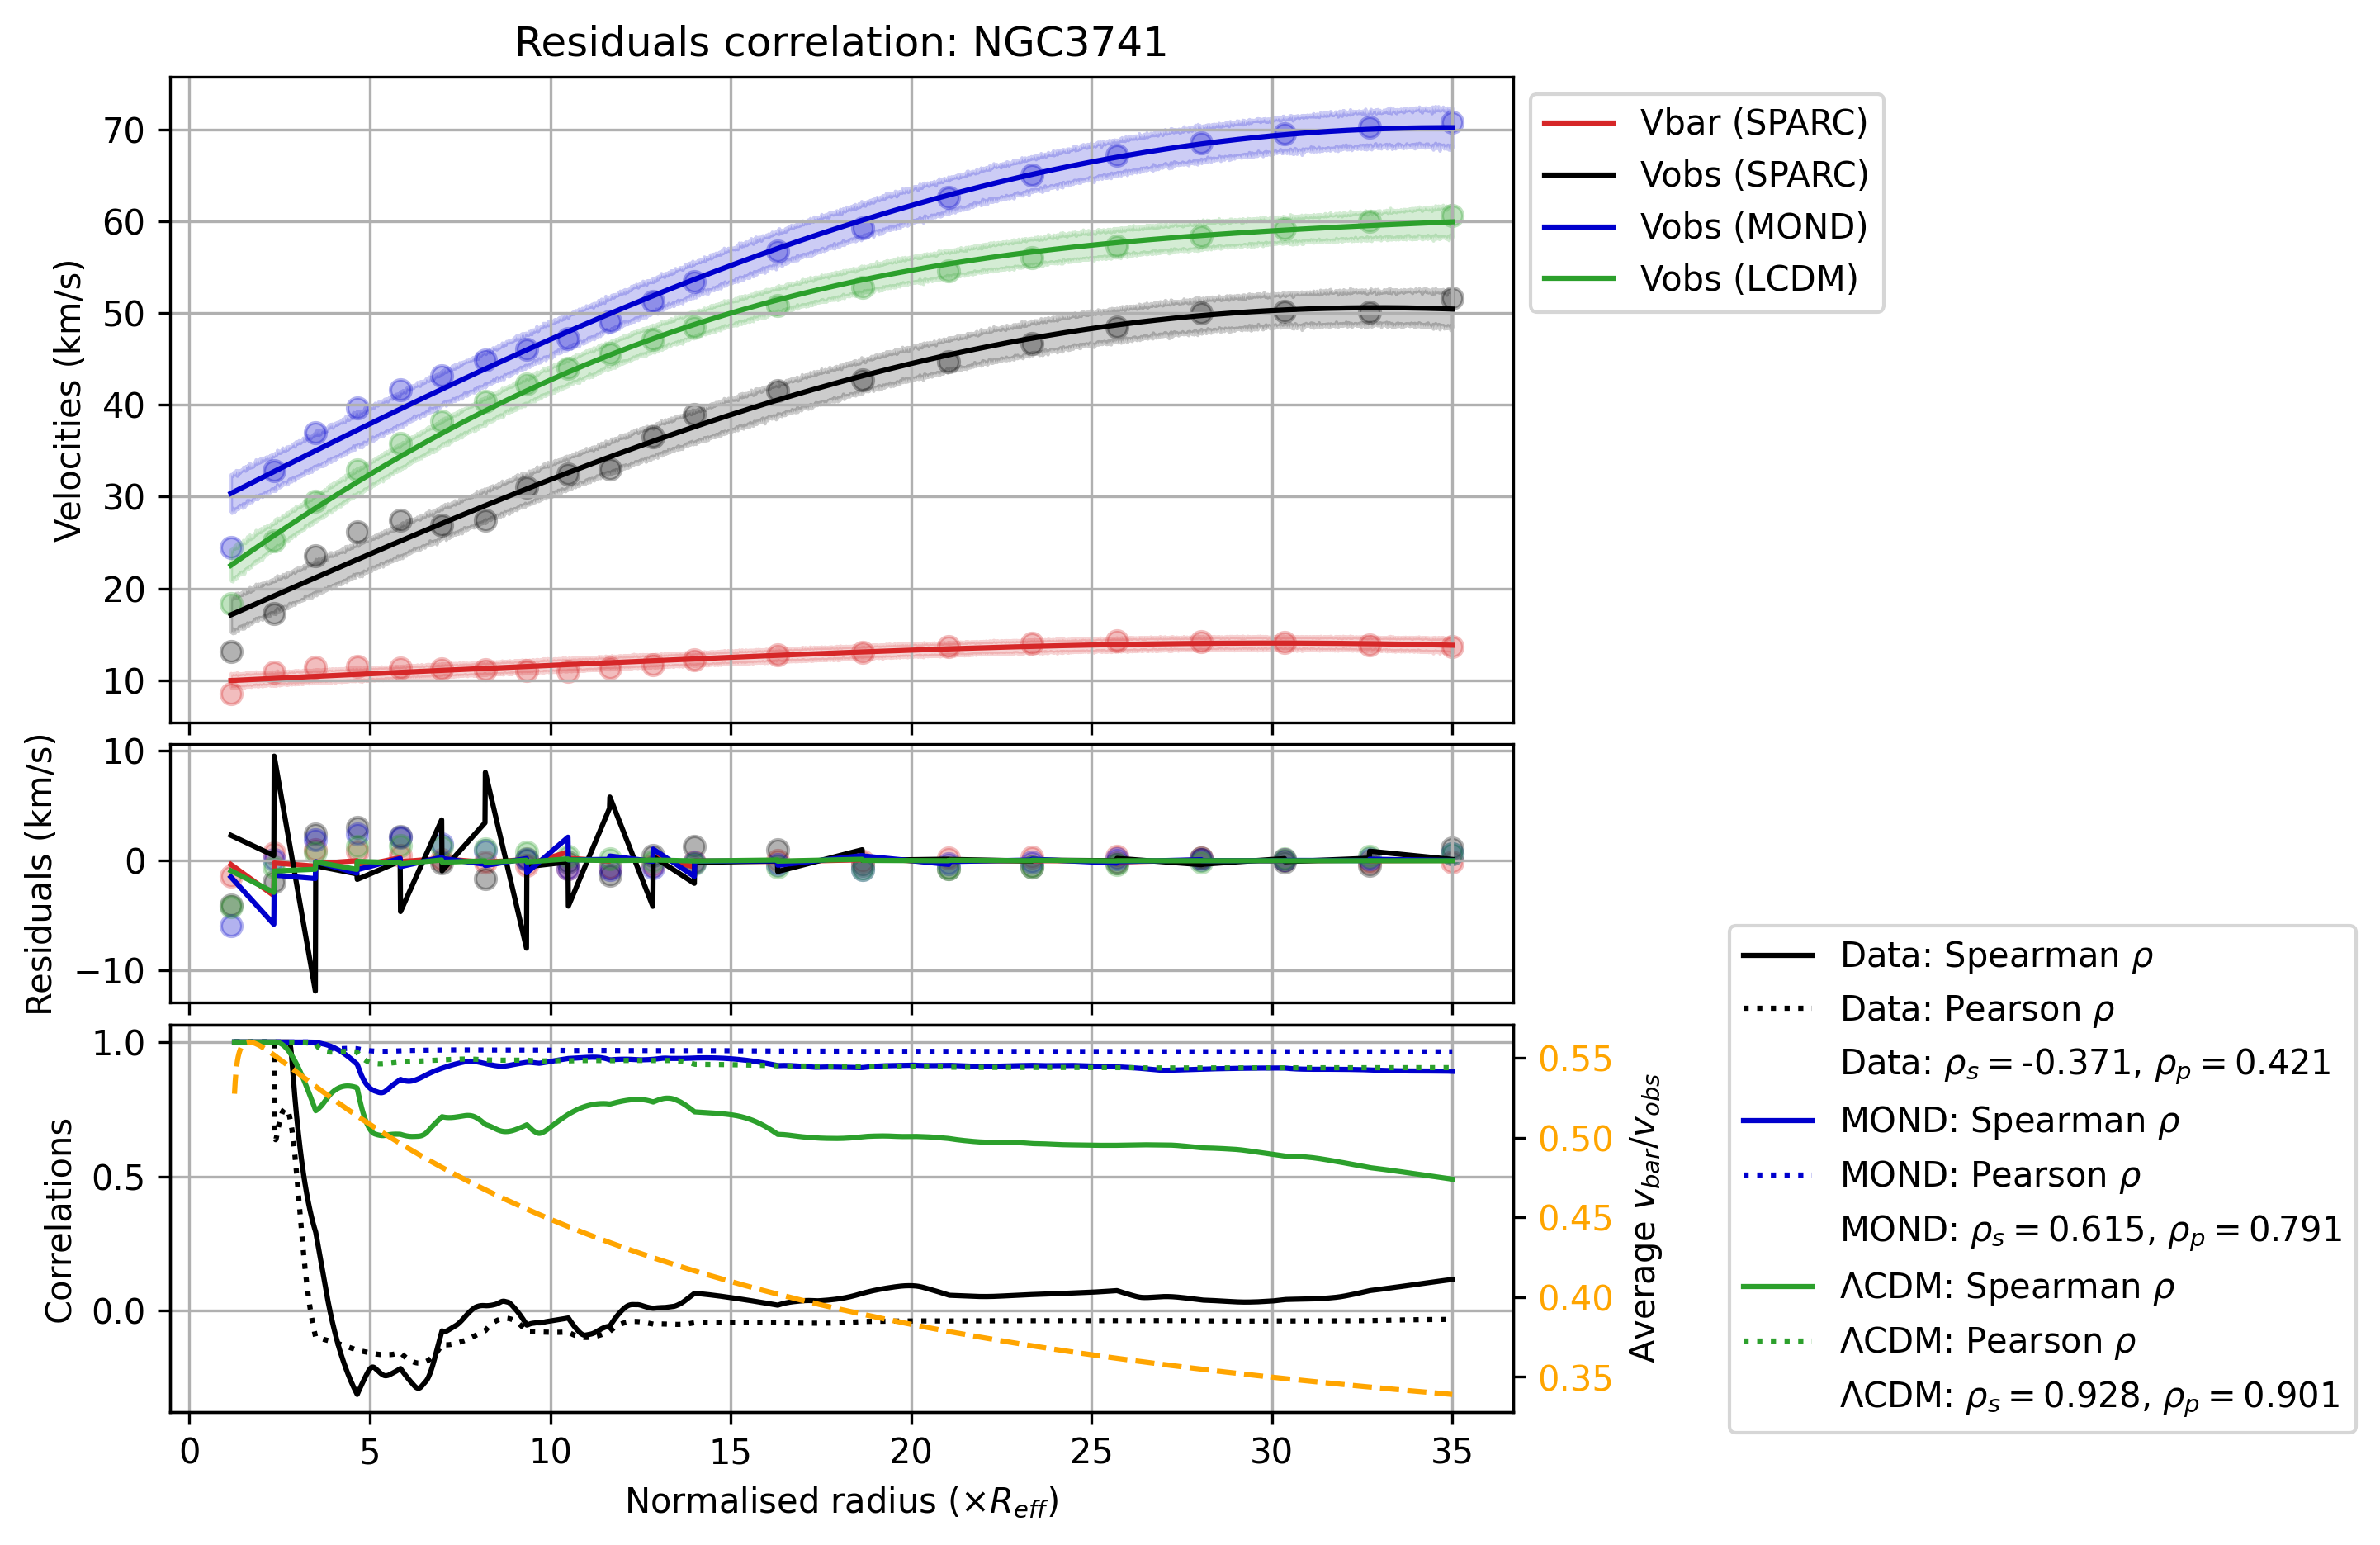 Residuals correlation: NGC3741
Velocities (km/s)
70
60
50
40
30
20
10
Vbar (SPARC)
Vobs (SPARC)
Vobs (MOND)
Vobs (LCDM)
Residuals (km/s)
10
0
−10
Correlations
1.0
0.5
0.0
0.55
0.50
0.45
0.40
0.35
Average v_bar/v_obs
0 5 10 15 20 25 30 35
Normalised radius (×R_eff)
Data: Spearman ρ
Data: Pearson ρ
Data: ρ_s = -0.371, ρ_p = 0.421
MOND: Spearman ρ
MOND: Pearson ρ
MOND: ρ_s = 0.615, ρ_p = 0.791
ΛCDM: Spearman ρ
ΛCDM: Pearson ρ
ΛCDM: ρ_s = 0.928, ρ_p = 0.901